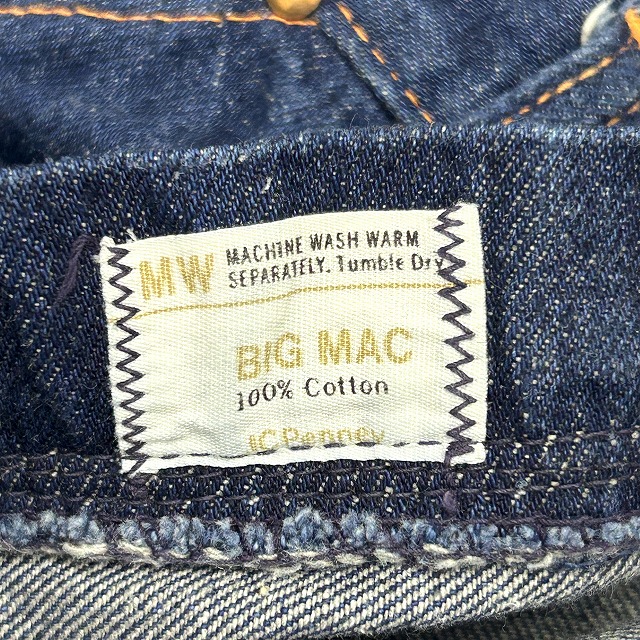 MW
MACHINE WASH WARM
SEPARATELY. Tumble Dry
BIG MAC
100% Cotton
JCPenney